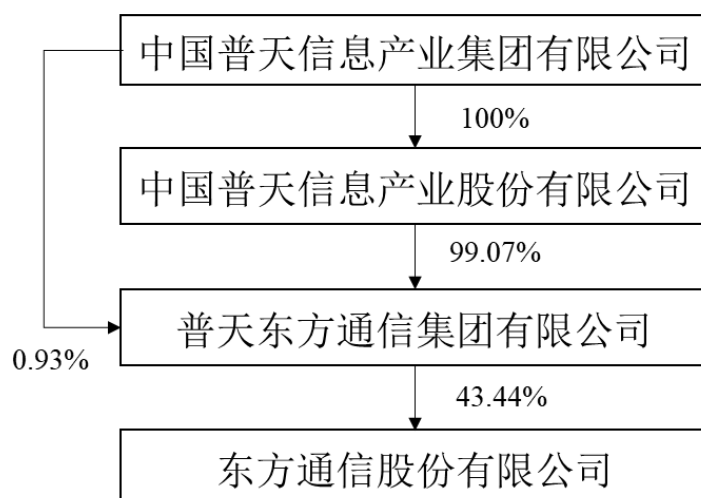 中国普天信息产业集团有限公司
100%
中国普天信息产业股份有限公司
99.07%
普天东方通信集团有限公司
0.93%
43.44%
东方通信股份有限公司